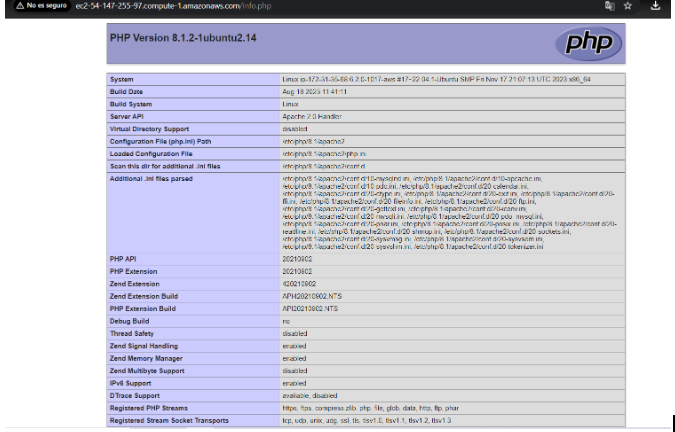 No es seguro ec2-54-147-255-97.compute-1.amazonaws.com/info.php
PHP Version 8.1.2-1ubuntu2.14
php
System Linux ip-172-31-35-68 6.2.0-1017-aws #17~22.04.1-Ubuntu SMP Fri Nov 17 21:07:13 UTC 2023 x86_64
Build Date Aug 18 2023 11:41:11
Build System Linux
Server API Apache 2.0 Handler
Virtual Directory Support disabled
Configuration File (php.ini) Path /etc/php/8.1/apache2
Loaded Configuration File /etc/php/8.1/apache2/php.ini
Scan this dir for additional .ini files /etc/php/8.1/apache2/conf.d
Additional .ini files parsed /etc/php/8.1/apache2/conf.d/10-mysqlnd.ini, /etc/php/8.1/apache2/conf.d/10-opcache.ini,
/etc/php/8.1/apache2/conf.d/10-pdo.ini, /etc/php/8.1/apache2/conf.d/20-calendar.ini,
/etc/php/8.1/apache2/conf.d/20-ctype.ini, /etc/php/8.1/apache2/conf.d/20-exif.ini, /etc/php/8.1/apache2/conf.d/20-
ffi.ini, /etc/php/8.1/apache2/conf.d/20-fileinfo.ini, /etc/php/8.1/apache2/conf.d/20-ftp.ini,
/etc/php/8.1/apache2/conf.d/20-gettext.ini, /etc/php/8.1/apache2/conf.d/20-iconv.ini,
/etc/php/8.1/apache2/conf.d/20-mysqli.ini, /etc/php/8.1/apache2/conf.d/20-pdo_mysql.ini,
/etc/php/8.1/apache2/conf.d/20-phar.ini, /etc/php/8.1/apache2/conf.d/20-posix.ini, /etc/php/8.1/apache2/conf.d/20-
readline.ini, /etc/php/8.1/apache2/conf.d/20-shmop.ini, /etc/php/8.1/apache2/conf.d/20-sockets.ini,
/etc/php/8.1/apache2/conf.d/20-sysvmsg.ini, /etc/php/8.1/apache2/conf.d/20-sysvsem.ini,
/etc/php/8.1/apache2/conf.d/20-sysvshm.ini, /etc/php/8.1/apache2/conf.d/20-tokenizer.ini
PHP API 20210902
PHP Extension 20210902
Zend Extension 420210902
Zend Extension Build API420210902,NTS
PHP Extension Build API20210902,NTS
Debug Build no
Thread Safety disabled
Zend Signal Handling enabled
Zend Memory Manager enabled
Zend Multibyte Support disabled
IPv6 Support enabled
DTrace Support available, disabled
Registered PHP Streams https, ftps, compress.zlib, php, file, glob, data, http, ftp, phar
Registered Stream Socket Transports tcp, udp, unix, udg, ssl, tls, tlsv1.0, tlsv1.1, tlsv1.2, tlsv1.3